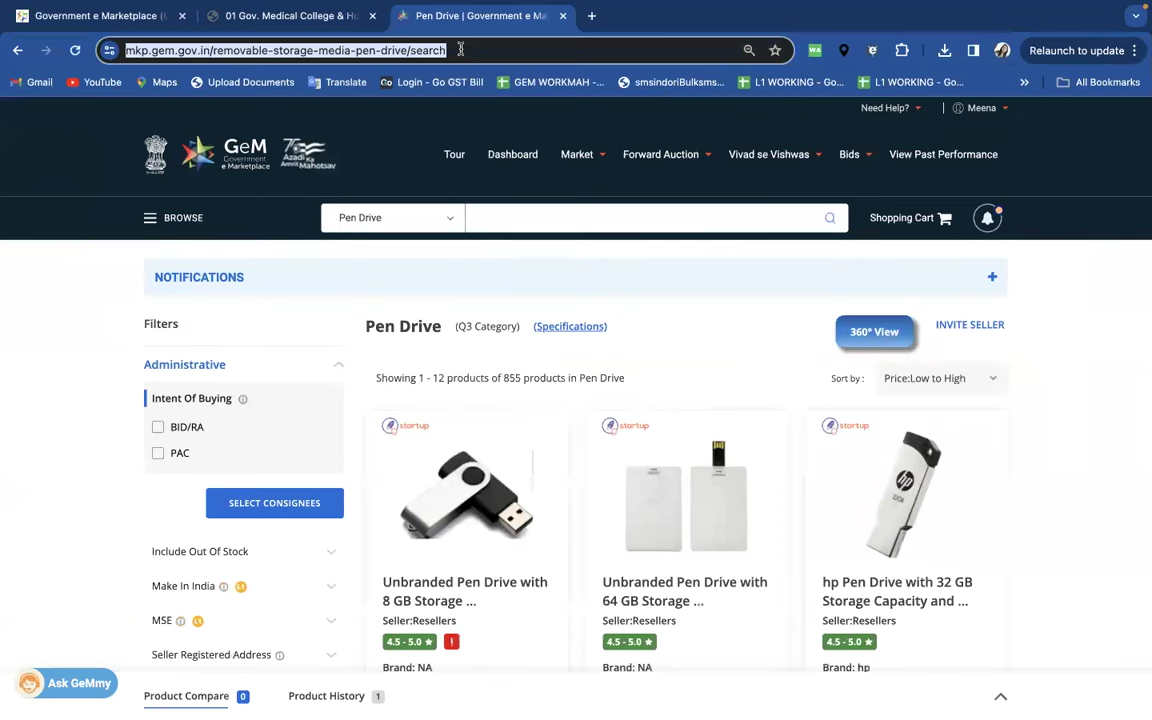 Government e Marketplace (
01 Gov. Medical College & Ho
Pen Drive | Government e Ma
mkp.gem.gov.in/removable-storage-media-pen-drive/search
WA
Relaunch to update
Gmail
YouTube
Maps
Upload Documents
Translate
Co Login - Go GST Bill
GEM WORKMAH -...
smsindoriBulksms...
L1 WORKING - Go...
L1 WORKING - Go...
All Bookmarks
Need Help?
Meena
GeM
Government
e Marketplace
Azadi Ka
Amrit Mahotsav
Tour
Dashboard
Market
Forward Auction
Vivad se Vishwas
Bids
View Past Performance
BROWSE
Pen Drive
Shopping Cart
NOTIFICATIONS
Filters
Pen Drive (Q3 Category) (Specifications)
360° View
INVITE SELLER
Administrative
Showing 1 - 12 products of 855 products in Pen Drive
Sort by :
Price:Low to High
Intent Of Buying
BID/RA
PAC
SELECT CONSIGNEES
Include Out Of Stock
Make In India L1
MSE L1
Seller Registered Address
startup
Unbranded Pen Drive with
8 GB Storage ...
Seller:Resellers
4.5 - 5.0
!
Brand: NA
startup
Unbranded Pen Drive with
64 GB Storage ...
Seller:Resellers
4.5 - 5.0
Brand: NA
startup
hp
hp Pen Drive with 32 GB
Storage Capacity and ...
Seller:Resellers
4.5 - 5.0
Brand: hp
Ask GeMmy
Product Compare 0
Product History 1